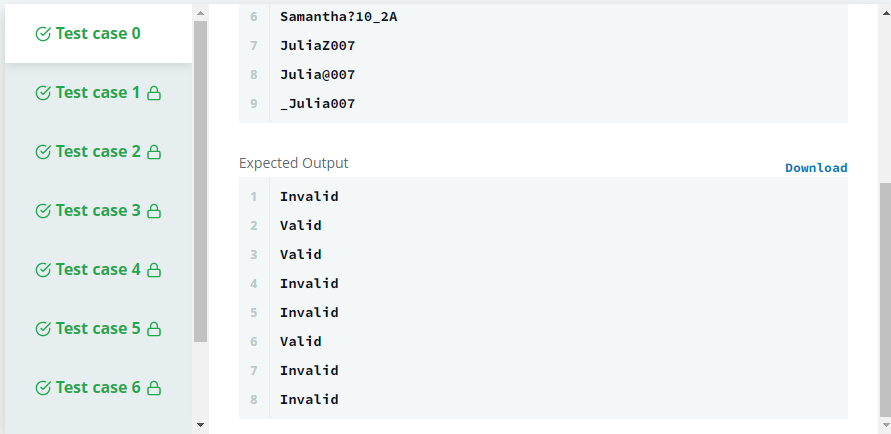 Test case 0
Test case 1
Test case 2
Test case 3
Test case 4
Test case 5
Test case 6
6 Samantha?10_2A
7 JuliaZ007
8 Julia@007
9 _Julia007
Expected Output
Download
1 Invalid
2 Valid
3 Valid
4 Invalid
5 Invalid
6 Valid
7 Invalid
8 Invalid